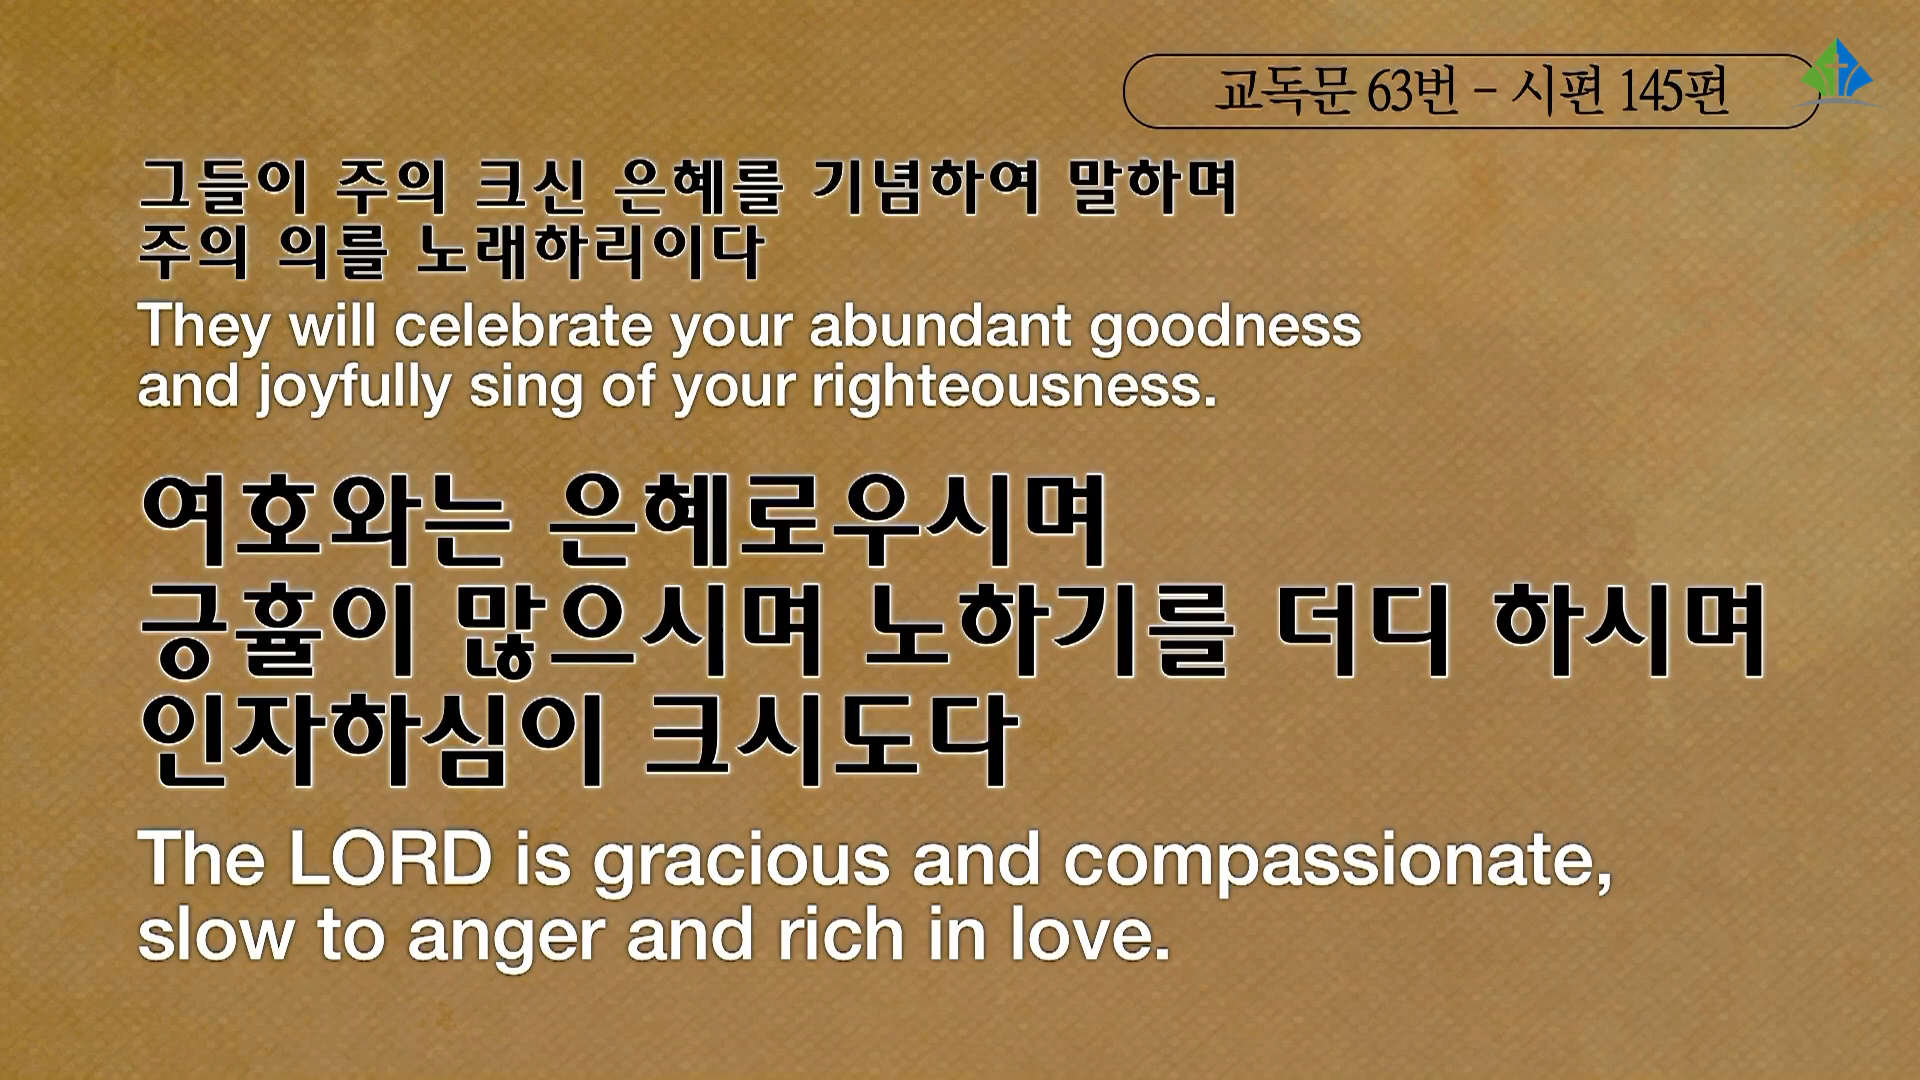 교독문 63번 - 시편 145편
그들이 주의 크신 은혜를 기념하여 말하며
주의 의를 노래하리이다
They will celebrate your abundant goodness
and joyfully sing of your righteousness.
여호와는 은혜로우시며
긍휼이 많으시며 노하기를 더디 하시며
인자하심이 크시도다
The LORD is gracious and compassionate,
slow to anger and rich in love.